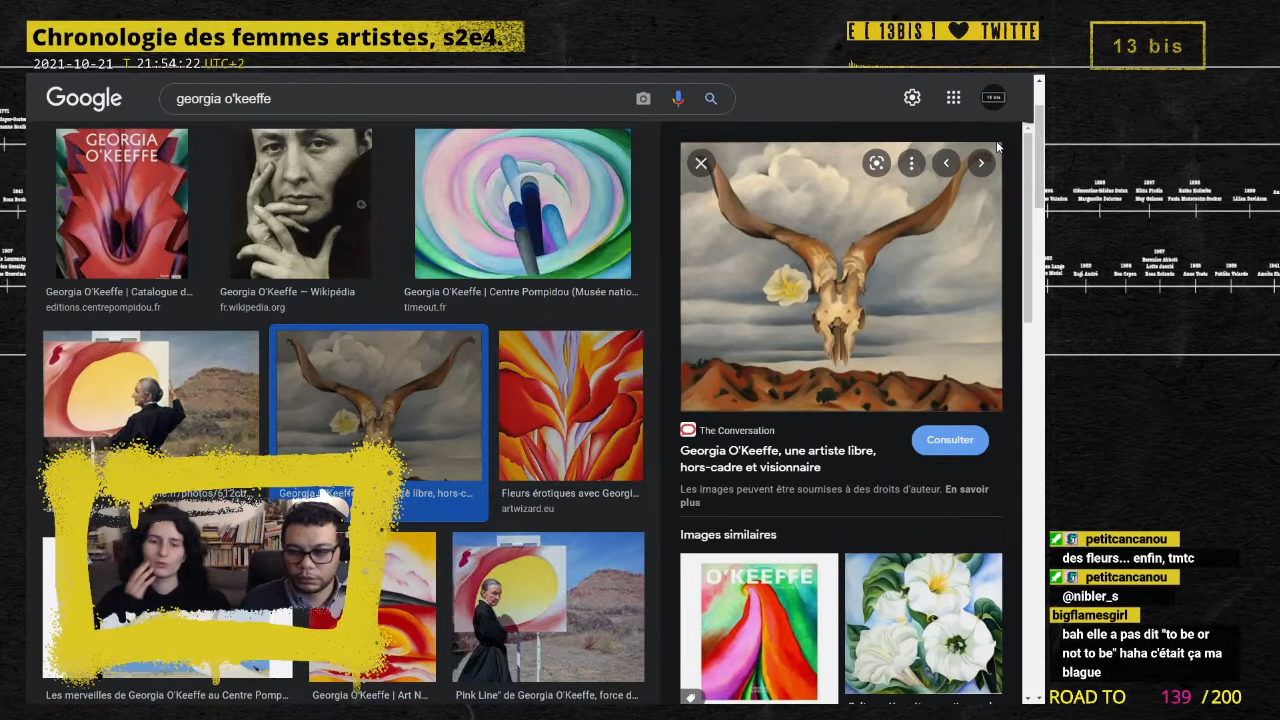 Chronologie des femmes artistes, s2e4.
2021-10-21 T 21:54:22 UTC+2
E [ 13BIS ] TWITTE
13 bis
Google
georgia o'keeffe
GEORGIA
O'KEEFFE
Georgia O'Keeffe | Catalogue d...
editions.centrepompidou.fr
Georgia O'Keeffe — Wikipédia
fr.wikipedia.org
Georgia O'Keeffe | Centre Pompidou (Musée natio...
timeout.fr
Fleurs érotiques avec Georgi...
artwizard.eu
Les merveilles de Georgia O'Keeffe au Centre Pomp...
Georgia O'Keeffe | Art N...
Pink Line" de Georgia O'Keeffe, force d...
The Conversation
Georgia O'Keeffe, une artiste libre,
hors-cadre et visionnaire
Consulter
Les images peuvent être soumises à des droits d'auteur. En savoir
plus
Images similaires
O'KEEFFE
petitcancanou
des fleurs... enfin, tmtc
petitcancanou
@nibler_s
bigflamesgirl
bah elle a pas dit "to be or
not to be" haha c'était ça ma
blague
ROAD TO 139 / 200